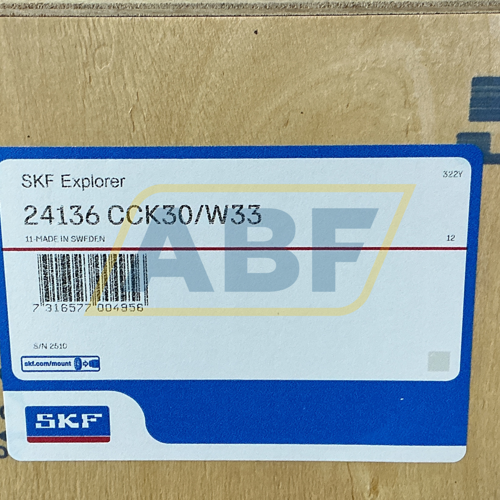 SKF Explorer
322Y
24136 CCK30/W33
11-MADE IN SWEDEN
12
ABF
7 316577 004956
S/N 2510
skf.com/mount
SKF